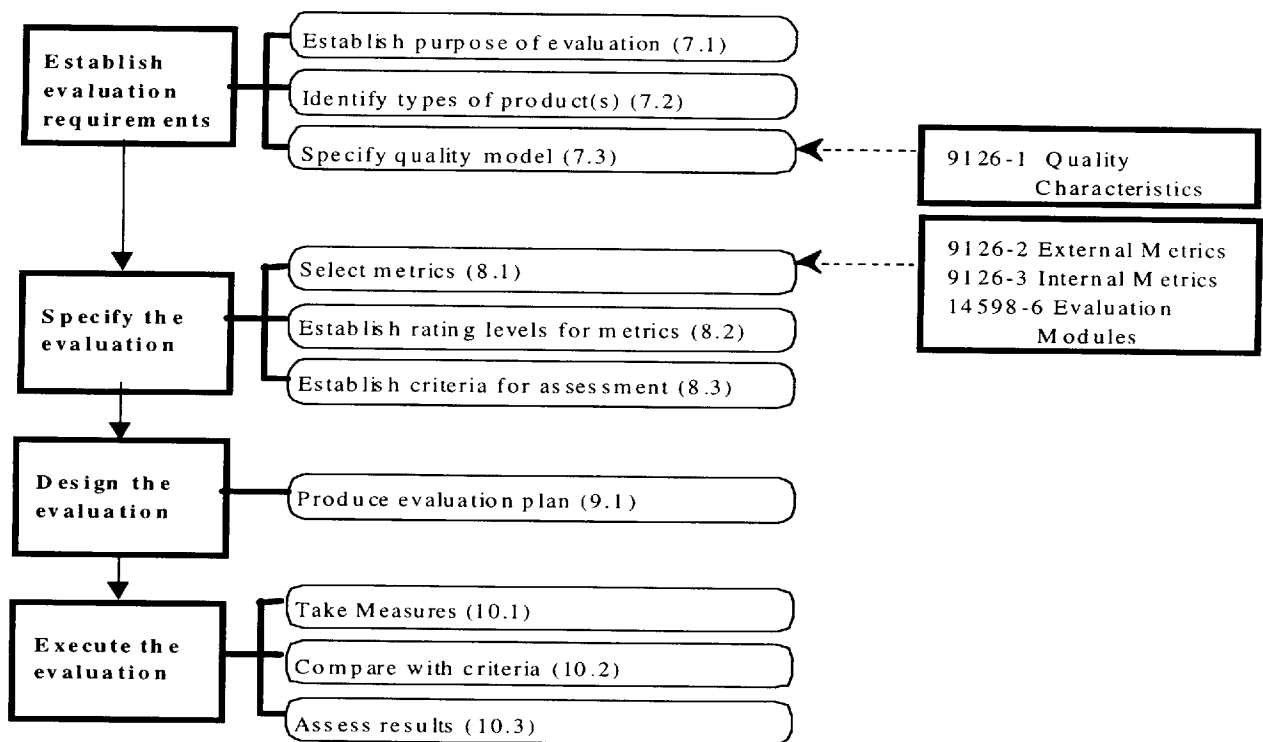 Establish
evaluation
requirements
Establish purpose of evaluation (7.1)
Identify types of product(s) (7.2)
Specify quality model (7.3)
9126-1 Quality
Characteristics
Specify the
evaluation
Select metrics (8.1)
Establish rating levels for metrics (8.2)
Establish criteria for assessment (8.3)
9126-2 External Metrics
9126-3 Internal Metrics
14598-6 Evaluation
Modules
Design the
evaluation
Produce evaluation plan (9.1)
Execute the
evaluation
Take Measures (10.1)
Compare with criteria (10.2)
Assess results (10.3)